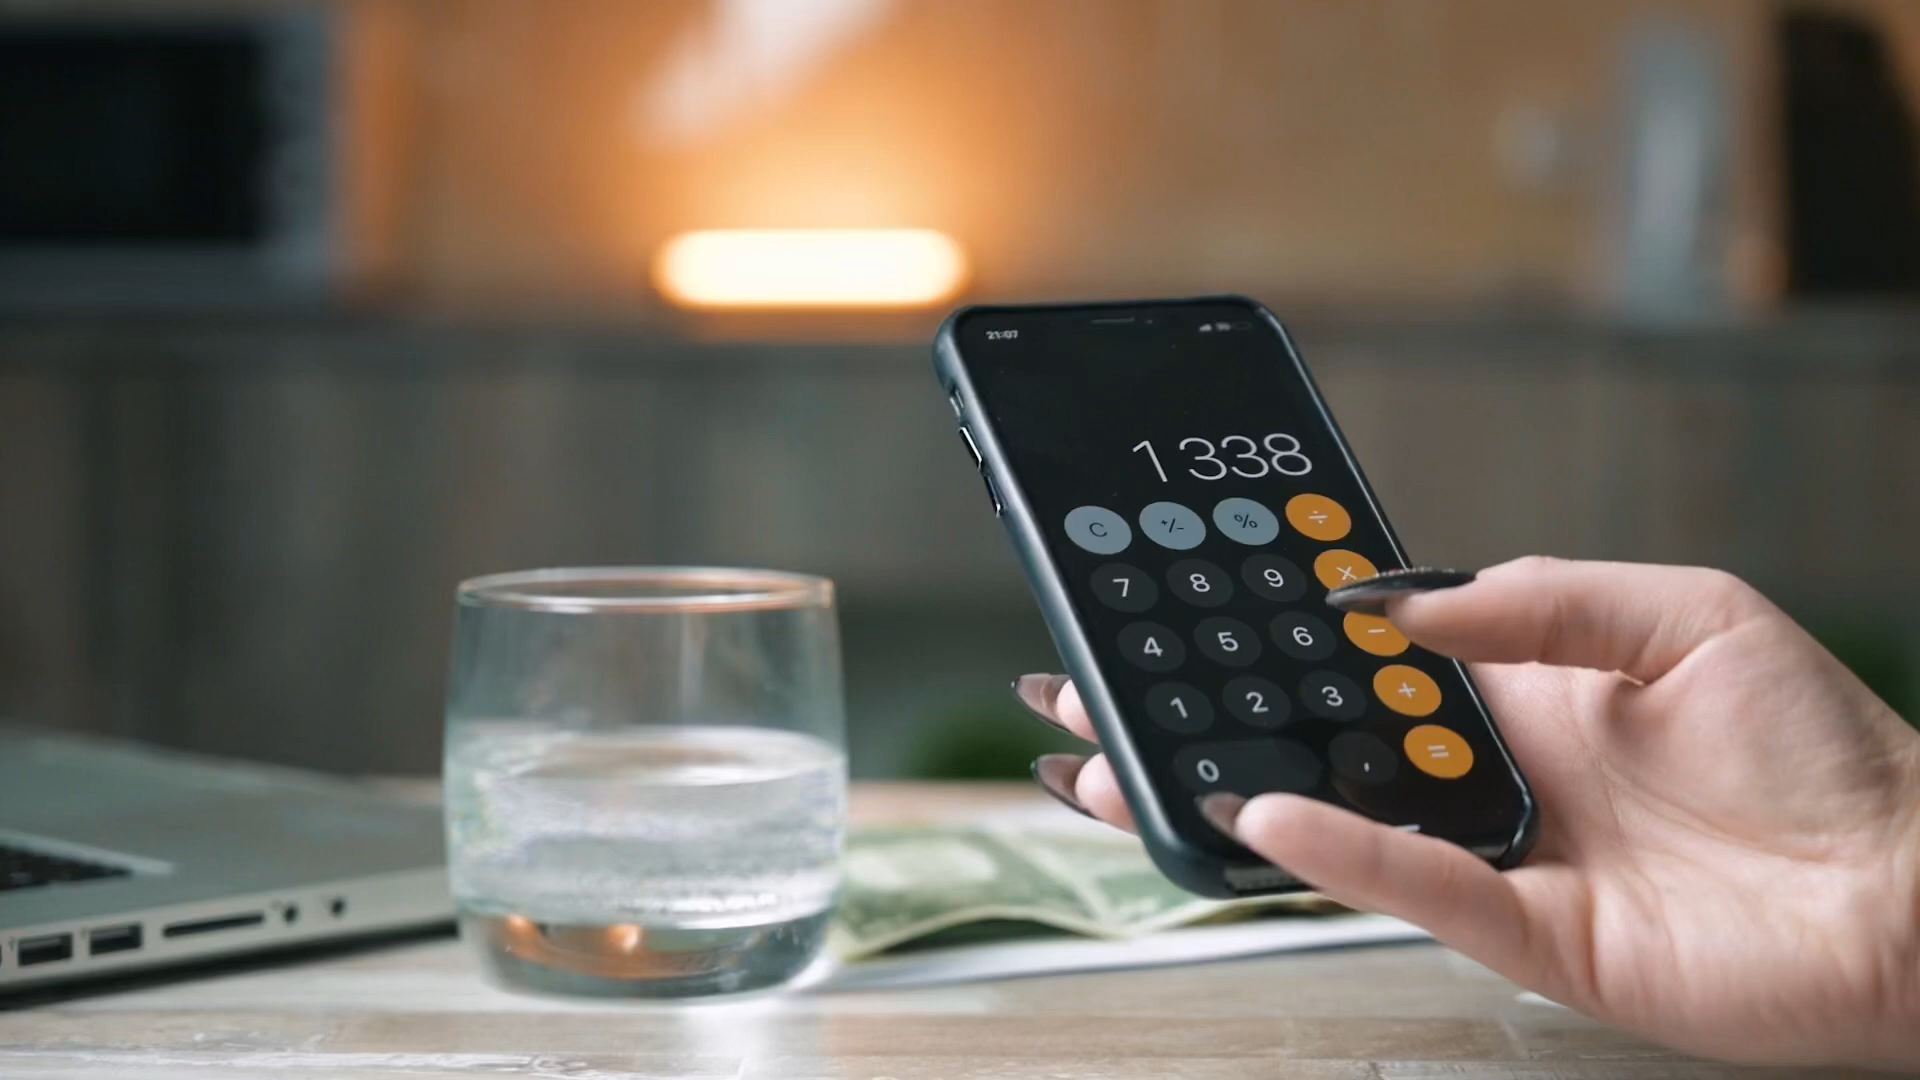 21:07
1 338
C +/- % ÷
7 8 9 ×
4 5 6 −
1 2 3 +
0 , =